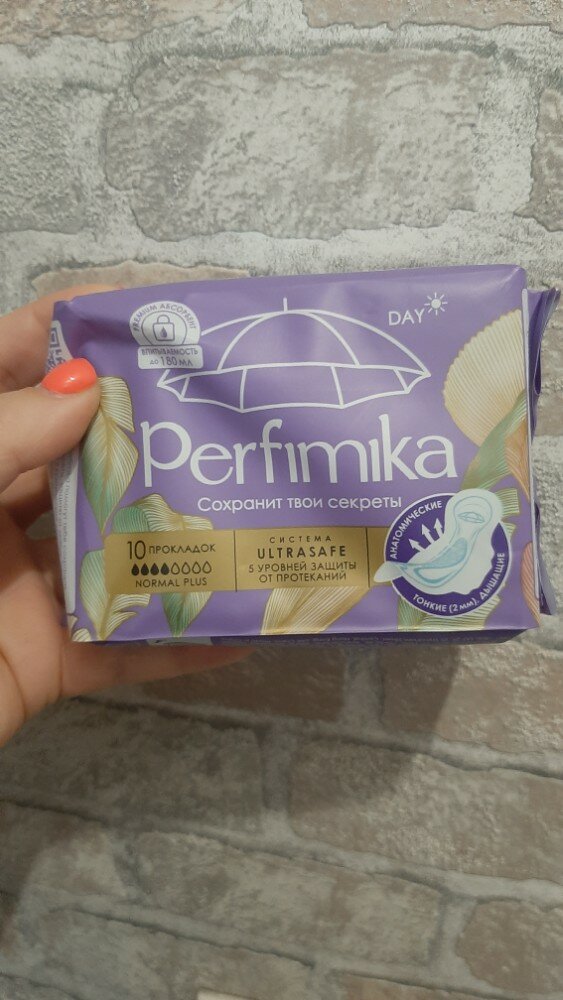 PREMIUM АБСОРБЕНТ
ВПИТЫВАЕМОСТЬ
ДО 180 МЛ
DAY
Perfimika
Сохранит твои секреты
10 ПРОКЛАДОК
NORMAL PLUS
СИСТЕМА
ULTRASAFE
5 УРОВНЕЙ ЗАЩИТЫ
ОТ ПРОТЕКАНИЙ
АНАТОМИЧЕСКИЕ
ТОНКИЕ (2 мм), ДЫШАЩИЕ